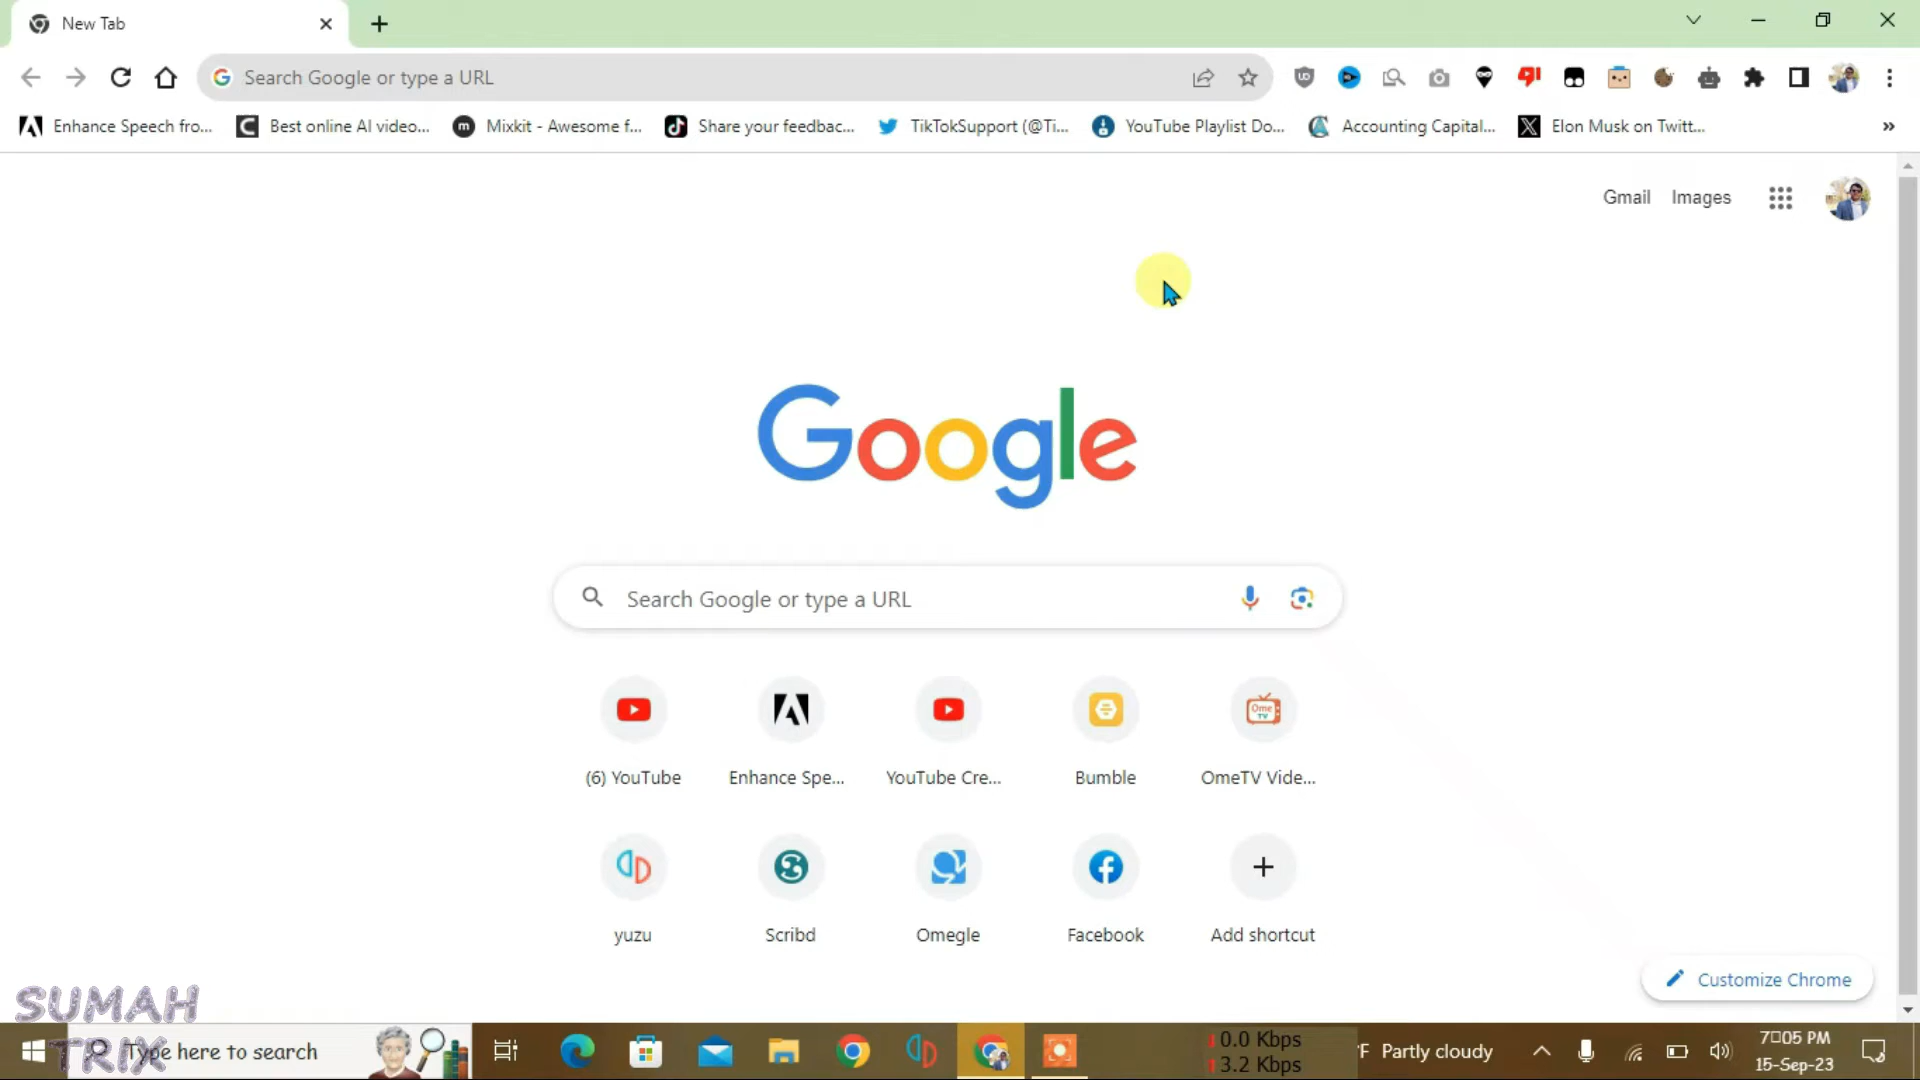 New Tab
Search Google or type a URL
Enhance Speech fro...
Best online AI video...
Mixkit - Awesome f...
Share your feedbac...
TikTokSupport (@Ti...
YouTube Playlist Do...
Accounting Capital...
Elon Musk on Twitt...
»
Gmail
Images
Google
Search Google or type a URL
(6) YouTube
Enhance Spe...
YouTube Cre...
Bumble
OmeTV Vide...
yuzu
Scribd
Omegle
Facebook
Add shortcut
Customize Chrome
SUMAH
TRIX
Type here to search
0.0 Kbps
3.2 Kbps
°F Partly cloudy
7:05 PM
15-Sep-23